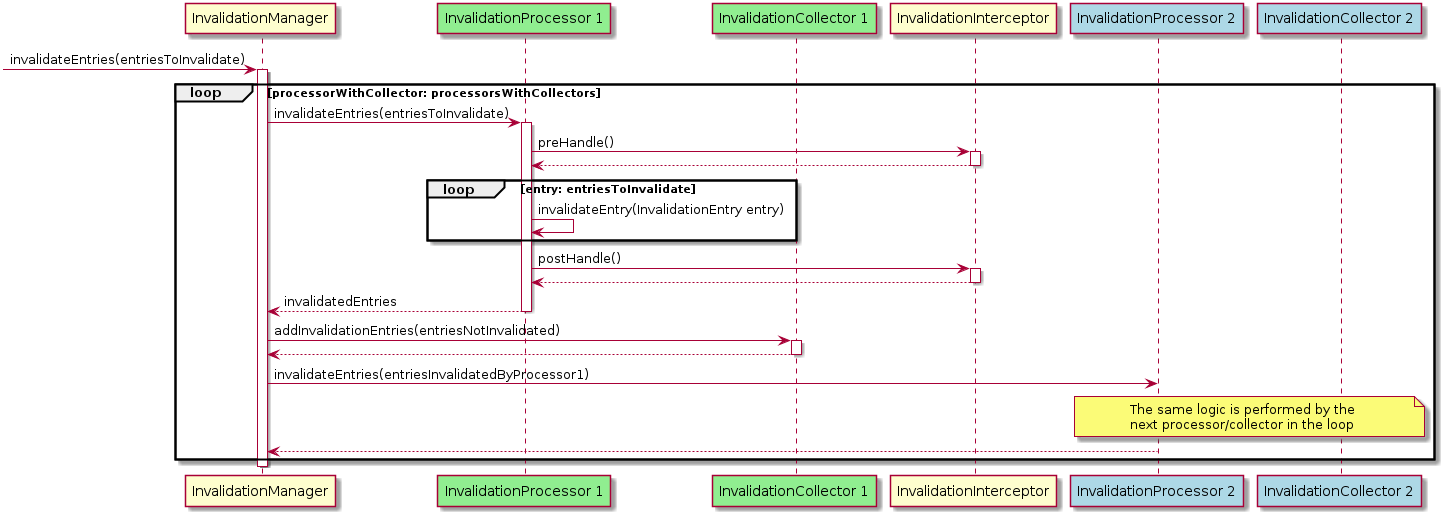 InvalidationManager
InvalidationProcessor 1
InvalidationCollector 1
InvalidationInterceptor
InvalidationProcessor 2
InvalidationCollector 2
invalidateEntries(entriesToInvalidate)
loop
[processorWithCollector: processorsWithCollectors]
invalidateEntries(entriesToInvalidate)
preHandle()
loop
[entry: entriesToInvalidate]
invalidateEntry(InvalidationEntry entry)
postHandle()
invalidatedEntries
addInvalidationEntries(entriesNotInvalidated)
invalidateEntries(entriesInvalidatedByProcessor1)
The same logic is performed by the
next processor/collector in the loop
InvalidationManager
InvalidationProcessor 1
InvalidationCollector 1
InvalidationInterceptor
InvalidationProcessor 2
InvalidationCollector 2